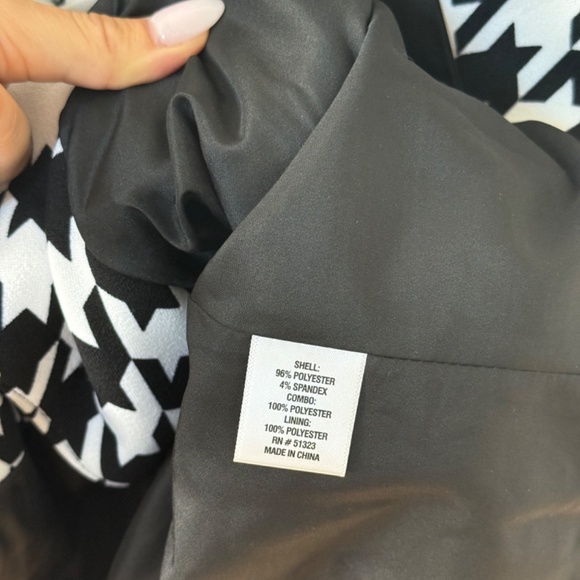 SHELL:
96% POLYESTER
4% SPANDEX
COMBO:
100% POLYESTER
LINING:
100% POLYESTER
RN # 51323
MADE IN CHINA